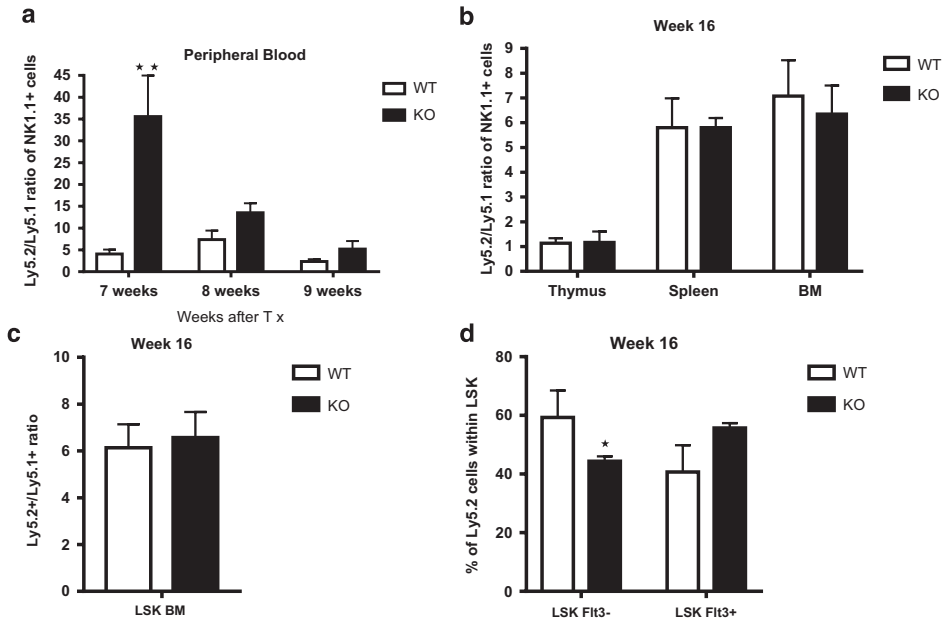 a
Peripheral Blood
Ly5.2/Ly5.1 ratio of NK1.1+ cells
45
40
35
30
25
20
15
10
5
0
★ ★
WT
KO
7 weeks 8 weeks 9 weeks
Weeks after T x
b
Week 16
Ly5.2/Ly5.1 ratio of NK1.1+ cells
9
8
7
6
5
4
3
2
1
0
WT
KO
Thymus Spleen BM
c
Week 16
Ly5.2+/Ly5.1+ ratio
10
8
6
4
2
0
WT
KO
LSK BM
d
Week 16
% of Ly5.2 cells within LSK
80
60
40
20
0
★
WT
KO
LSK Flt3- LSK Flt3+